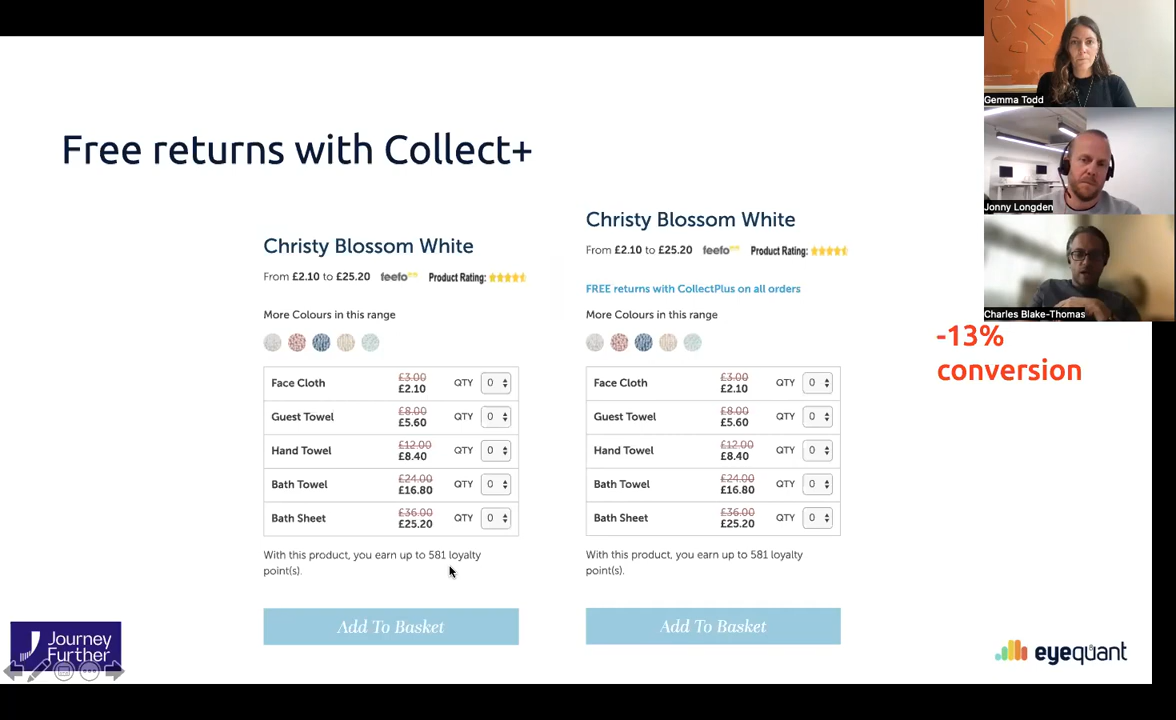 Free returns with Collect+
Christy Blossom White
From £2.10 to £25.20 feefo Product Rating:
More Colours in this range
Face Cloth £3.00 £2.10 QTY 0
Guest Towel £8.00 £5.60 QTY 0
Hand Towel £12.00 £8.40 QTY 0
Bath Towel £24.00 £16.80 QTY 0
Bath Sheet £36.00 £25.20 QTY 0
With this product, you earn up to 581 loyalty
point(s).
Add To Basket
Christy Blossom White
From £2.10 to £25.20 feefo Product Rating:
FREE returns with CollectPlus on all orders
More Colours in this range
Face Cloth £3.00 £2.10 QTY 0
Guest Towel £8.00 £5.60 QTY 0
Hand Towel £12.00 £8.40 QTY 0
Bath Towel £24.00 £16.80 QTY 0
Bath Sheet £36.00 £25.20 QTY 0
With this product, you earn up to 581 loyalty
point(s).
Add To Basket
Gemma Todd
Jonny Longden
Charles Blake-Thomas
-13%
conversion
Journey
Further
eyequant